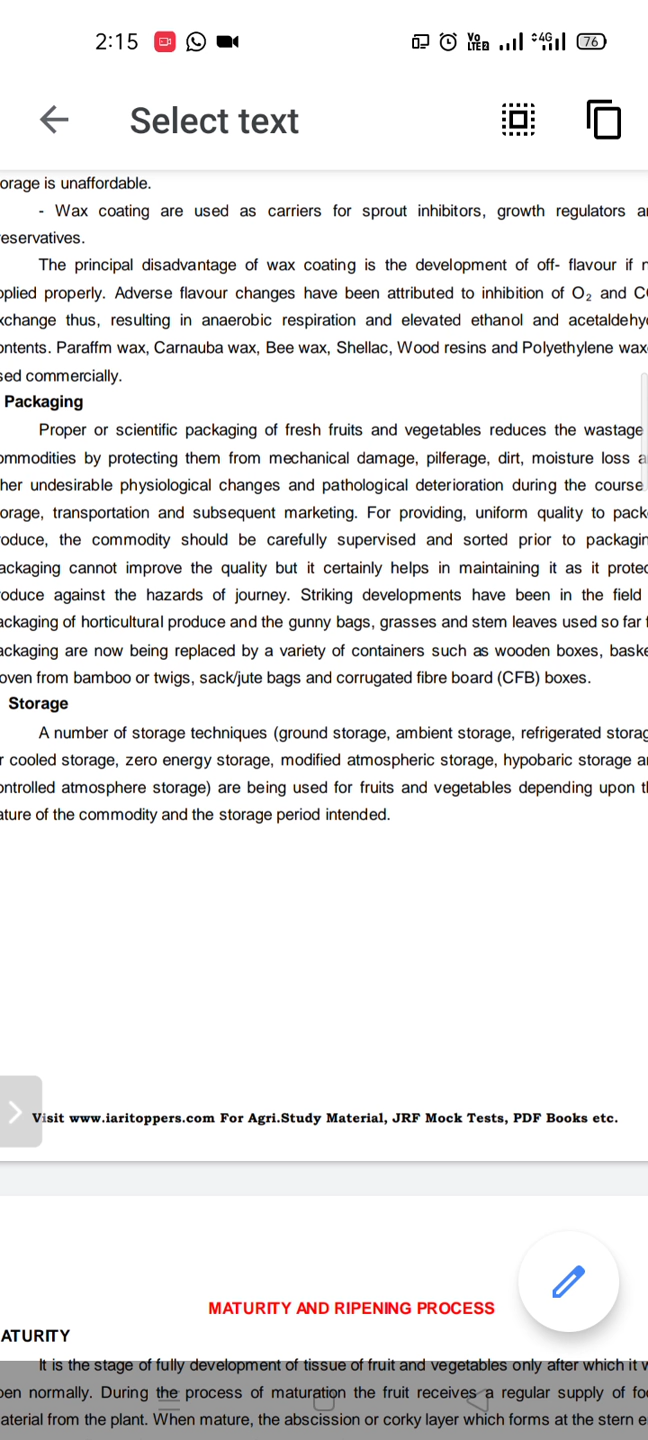 2:15 Vo LTE2 4G 76
Select text
orage is unaffordable.
- Wax coating are used as carriers for sprout inhibitors, growth regulators a
eservatives.
The principal disadvantage of wax coating is the development of off- flavour if n
plied properly. Adverse flavour changes have been attributed to inhibition of O₂ and C
xchange thus, resulting in anaerobic respiration and elevated ethanol and acetaldehy
ontents. Paraffm wax, Carnauba wax, Bee wax, Shellac, Wood resins and Polyethylene wax
sed commercially.
Packaging
Proper or scientific packaging of fresh fruits and vegetables reduces the wastage
ommodities by protecting them from mechanical damage, pilferage, dirt, moisture loss a
her undesirable physiological changes and pathological deterioration during the course
orage, transportation and subsequent marketing. For providing, uniform quality to pack
oduce, the commodity should be carefully supervised and sorted prior to packagin
ackaging cannot improve the quality but it certainly helps in maintaining it as it protec
oduce against the hazards of journey. Striking developments have been in the field
ackaging of horticultural produce and the gunny bags, grasses and stem leaves used so far f
ackaging are now being replaced by a variety of containers such as wooden boxes, baske
oven from bamboo or twigs, sack/jute bags and corrugated fibre board (CFB) boxes.
Storage
A number of storage techniques (ground storage, ambient storage, refrigerated storag
r cooled storage, zero energy storage, modified atmospheric storage, hypobaric storage a
ontrolled atmosphere storage) are being used for fruits and vegetables depending upon t
ature of the commodity and the storage period intended.
Visit www.iaritoppers.com For Agri.Study Material, JRF Mock Tests, PDF Books etc.
MATURITY AND RIPENING PROCESS
ATURITY
It is the stage of fully development of tissue of fruit and vegetables only after which it w
pen normally. During the process of maturation the fruit receives a regular supply of foo
aterial from the plant. When mature, the abscission or corky layer which forms at the stern e